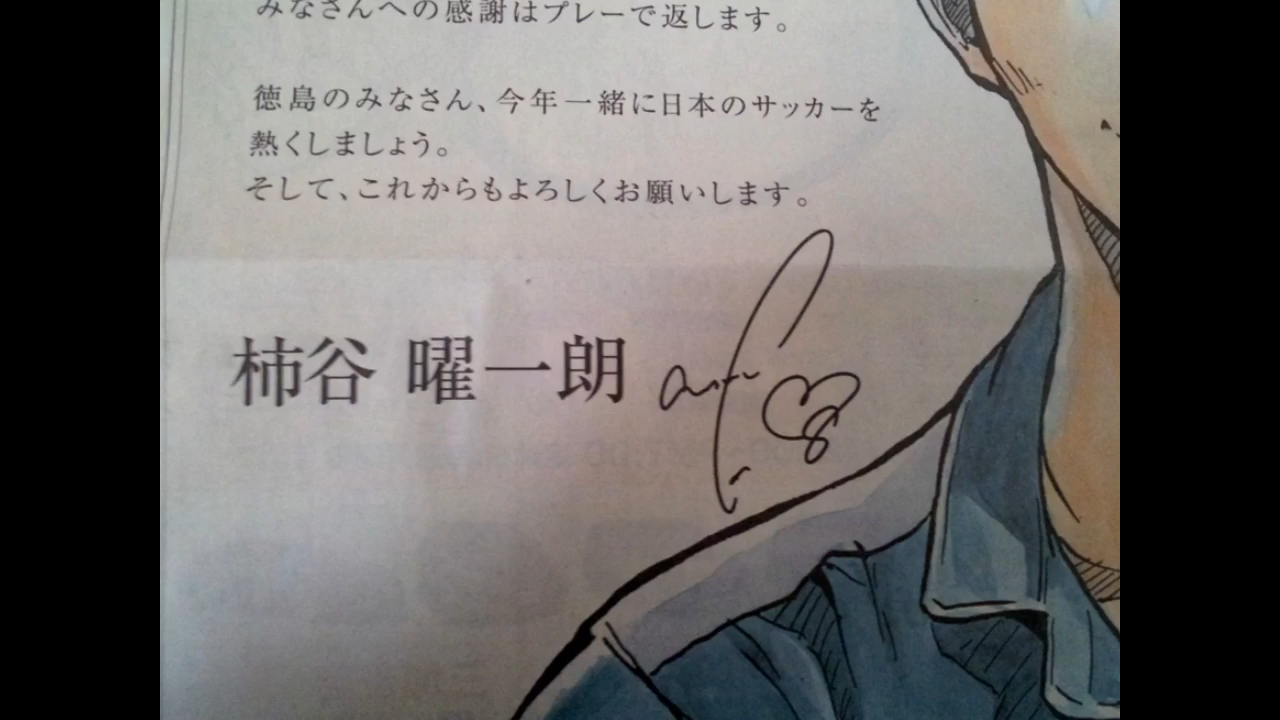 みなさんへの感謝はプレーで返します。
徳島のみなさん、今年一緒に日本のサッカーを
熱くしましょう。
そして、これからもよろしくお願いします。
柿谷 曜一朗